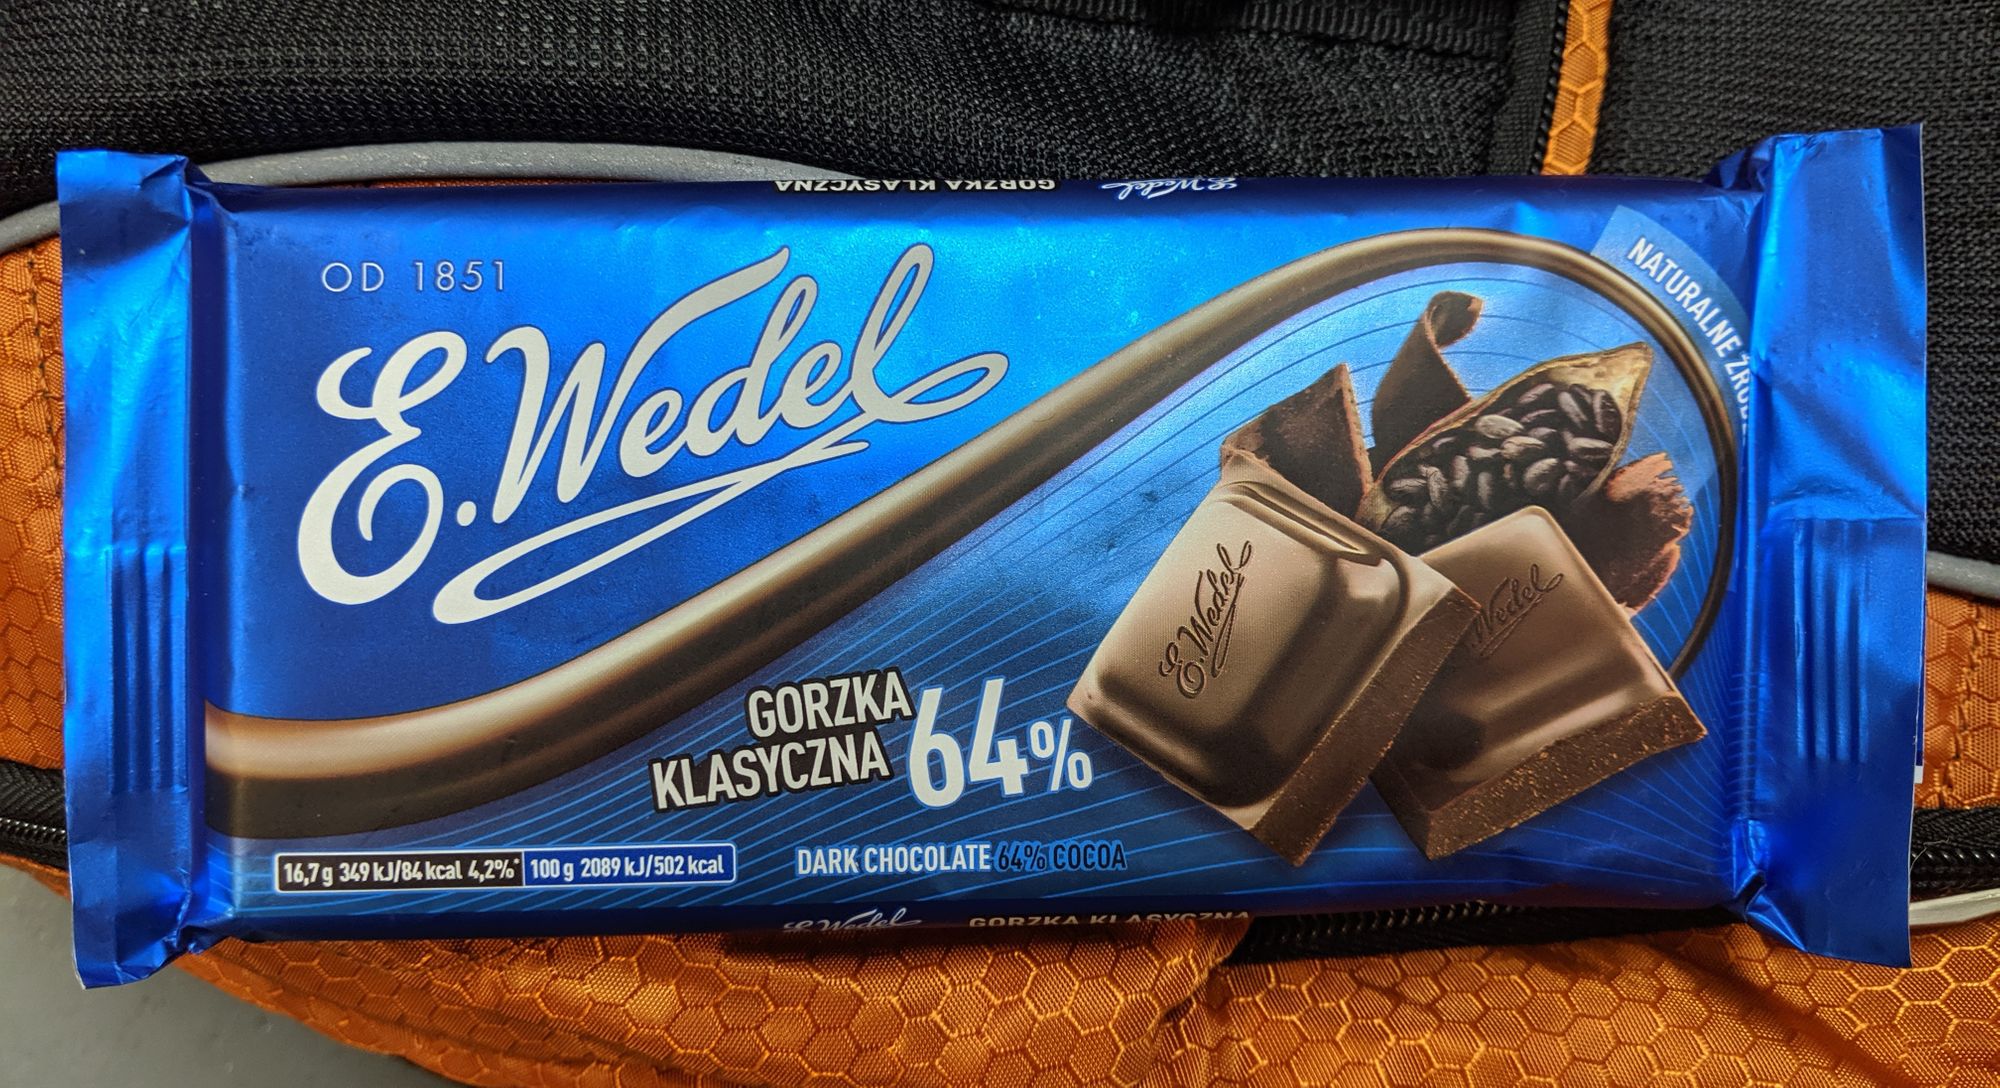 GORZKA KLASYCZNA E.Wedel
OD 1851
E.Wedel
NATURALNE
GORZKA
KLASYCZNA
64%
E.Wedel
Wedel
16,7 g 349 kJ/84 kcal 4,2%* 100 g 2089 kJ/502 kcal
DARK CHOCOLATE 64% COCOA
E.Wedel GORZKA KLASYCZNA